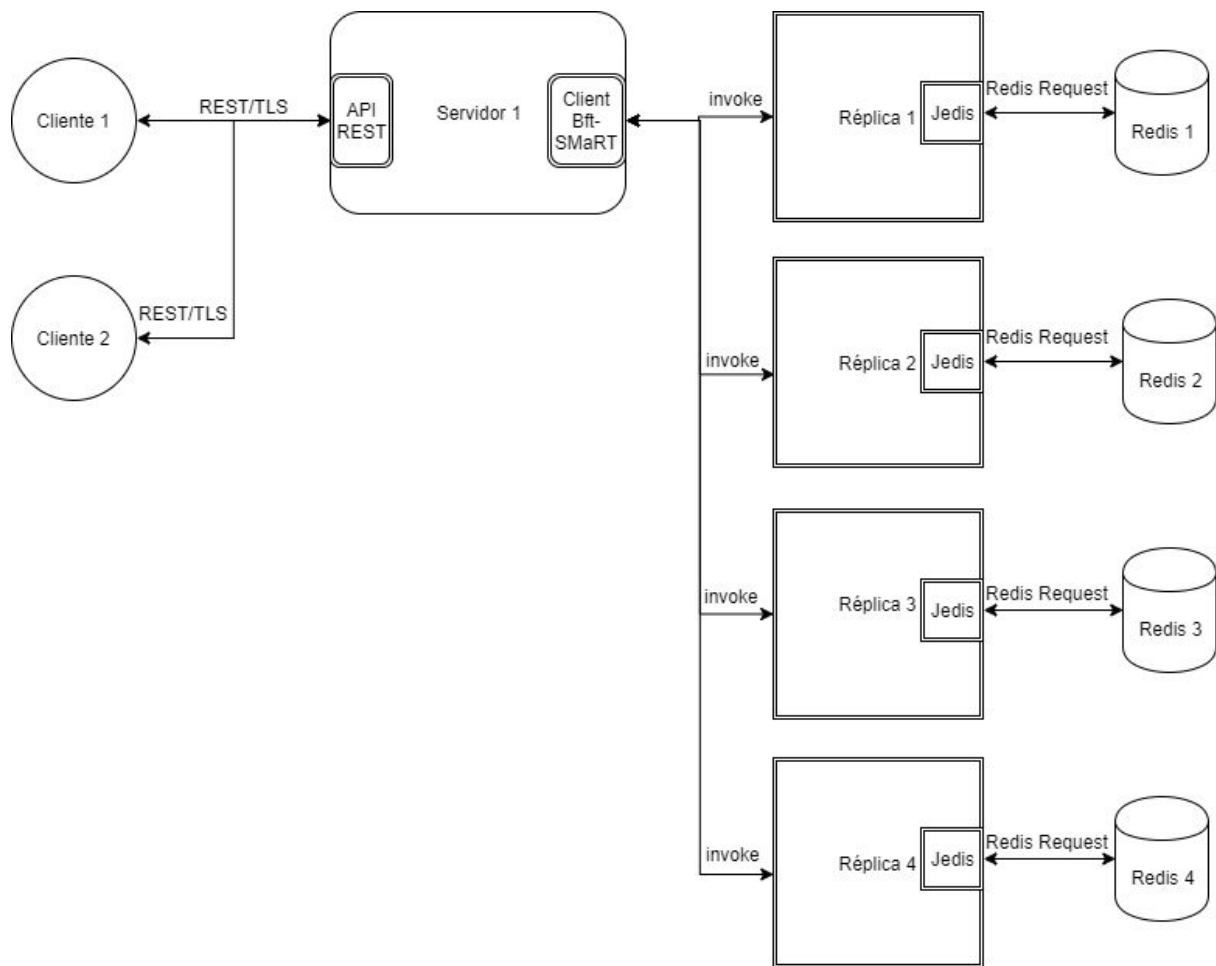 Cliente 1
REST/TLS
API
REST
Servidor 1
Client
Bft-
SMaRT
invoke
Réplica 1
Jedis
Redis Request
Redis 1
Cliente 2
REST/TLS
invoke
Réplica 2
Jedis
Redis Request
Redis 2
invoke
Réplica 3
Jedis
Redis Request
Redis 3
invoke
Réplica 4
Jedis
Redis Request
Redis 4